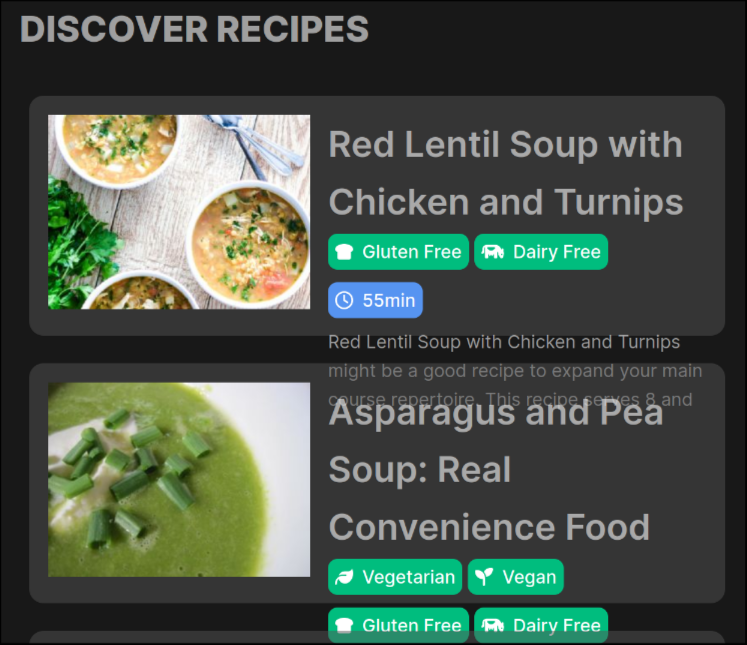 DISCOVER RECIPES
Red Lentil Soup with
Chicken and Turnips
Gluten Free Dairy Free
55min
Red Lentil Soup with Chicken and Turnips
might be a good recipe to expand your main
course repertoire. This recipe serves 8 and
Asparagus and Pea
Soup: Real
Convenience Food
Vegetarian Vegan
Gluten Free Dairy Free